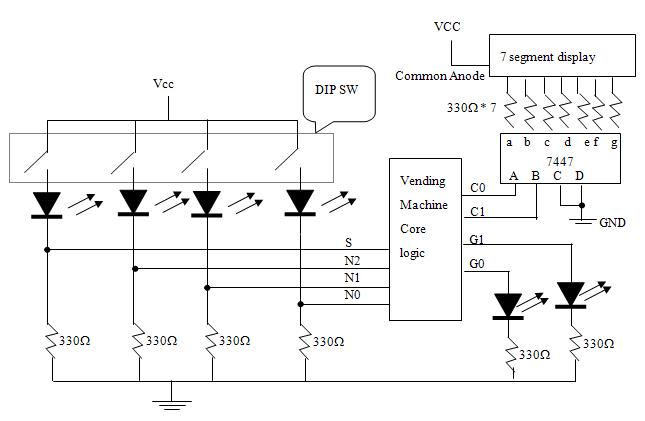 VCC
7 segment display
Common Anode
Vcc
DIP SW
330Ω * 7
a b c d e f g
7447
A B C D
Vending
Machine
Core
logic
C0
C1
GND
S
G1
N2
G0
N1
N0
330Ω
330Ω
330Ω
330Ω
330Ω
330Ω